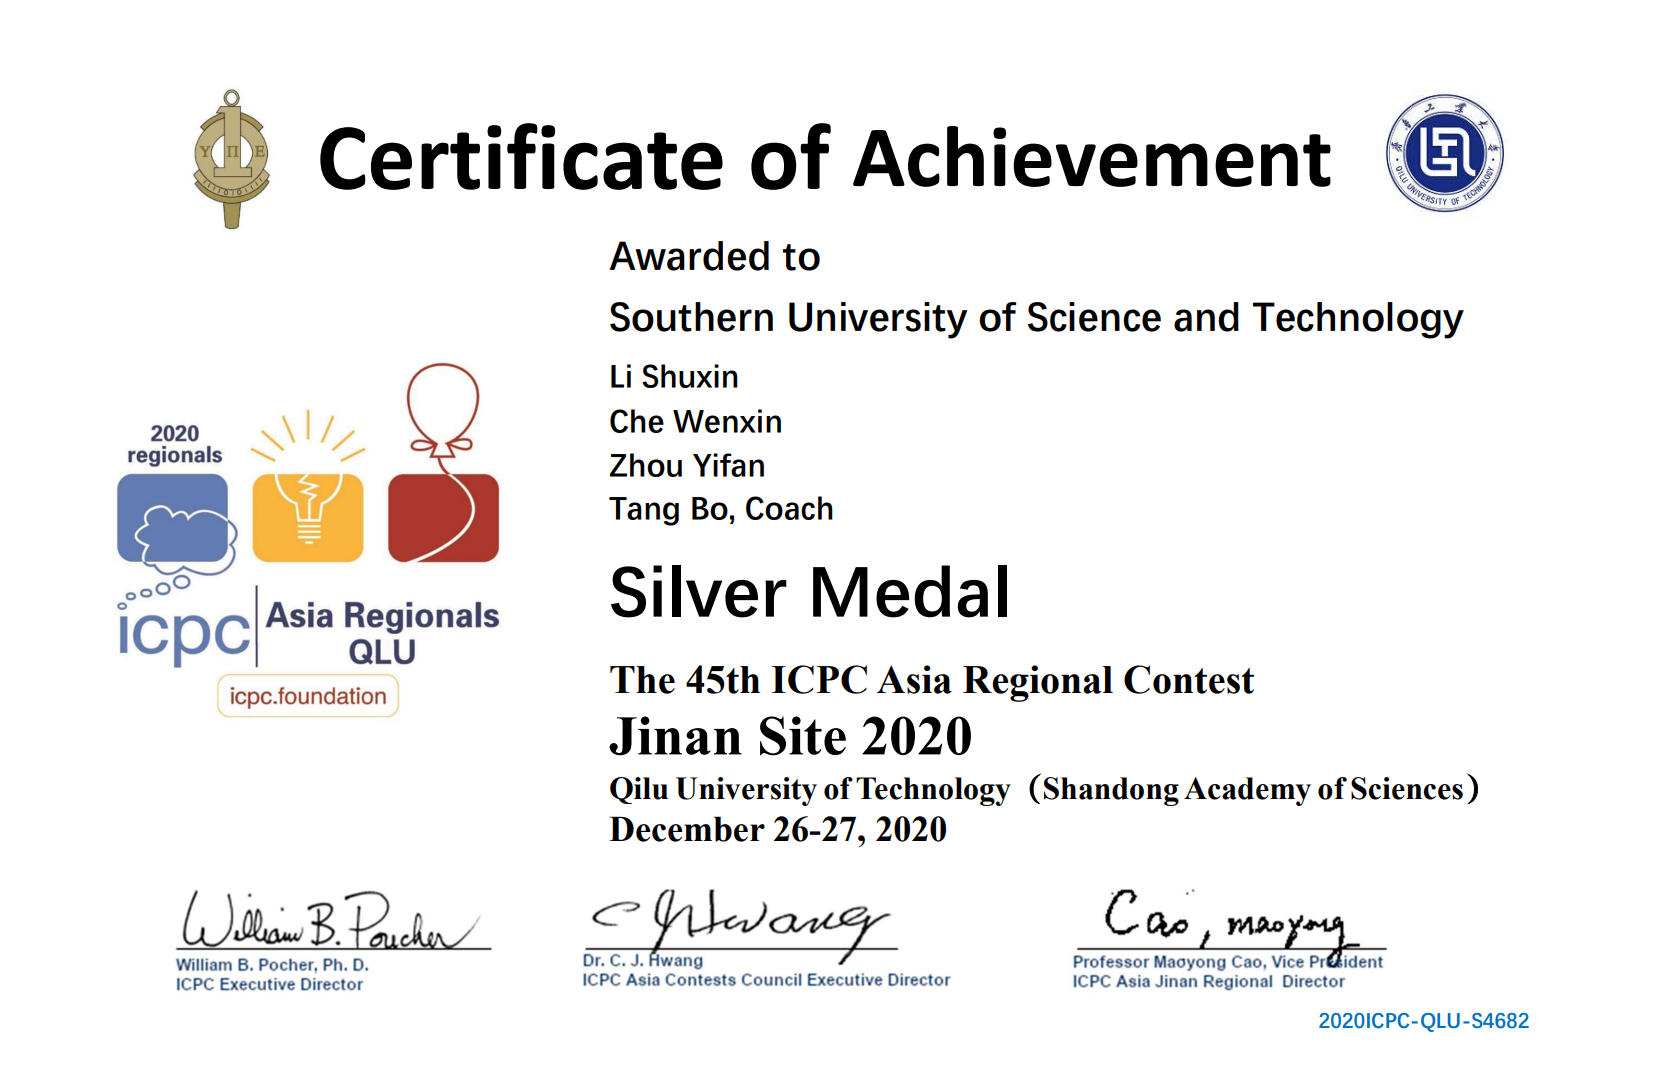 Certificate of Achievement
Υ Π Ε
QILU UNIVERSITY OF TECHNOLOGY
Awarded to
Southern University of Science and Technology
Li Shuxin
Che Wenxin
Zhou Yifan
Tang Bo, Coach
2020
regionals
icpc
Asia Regionals
QLU
icpc.foundation
Silver Medal
The 45th ICPC Asia Regional Contest
Jinan Site 2020
Qilu University of Technology（Shandong Academy of Sciences）
December 26-27, 2020
William B. Poucher
William B. Pocher, Ph. D.
ICPC Executive Director
C J Hwang
Dr. C. J. Hwang
ICPC Asia Contests Council Executive Director
Cao, maoyong
Professor Maoyong Cao, Vice President
ICPC Asia Jinan Regional Director
2020ICPC-QLU-S4682